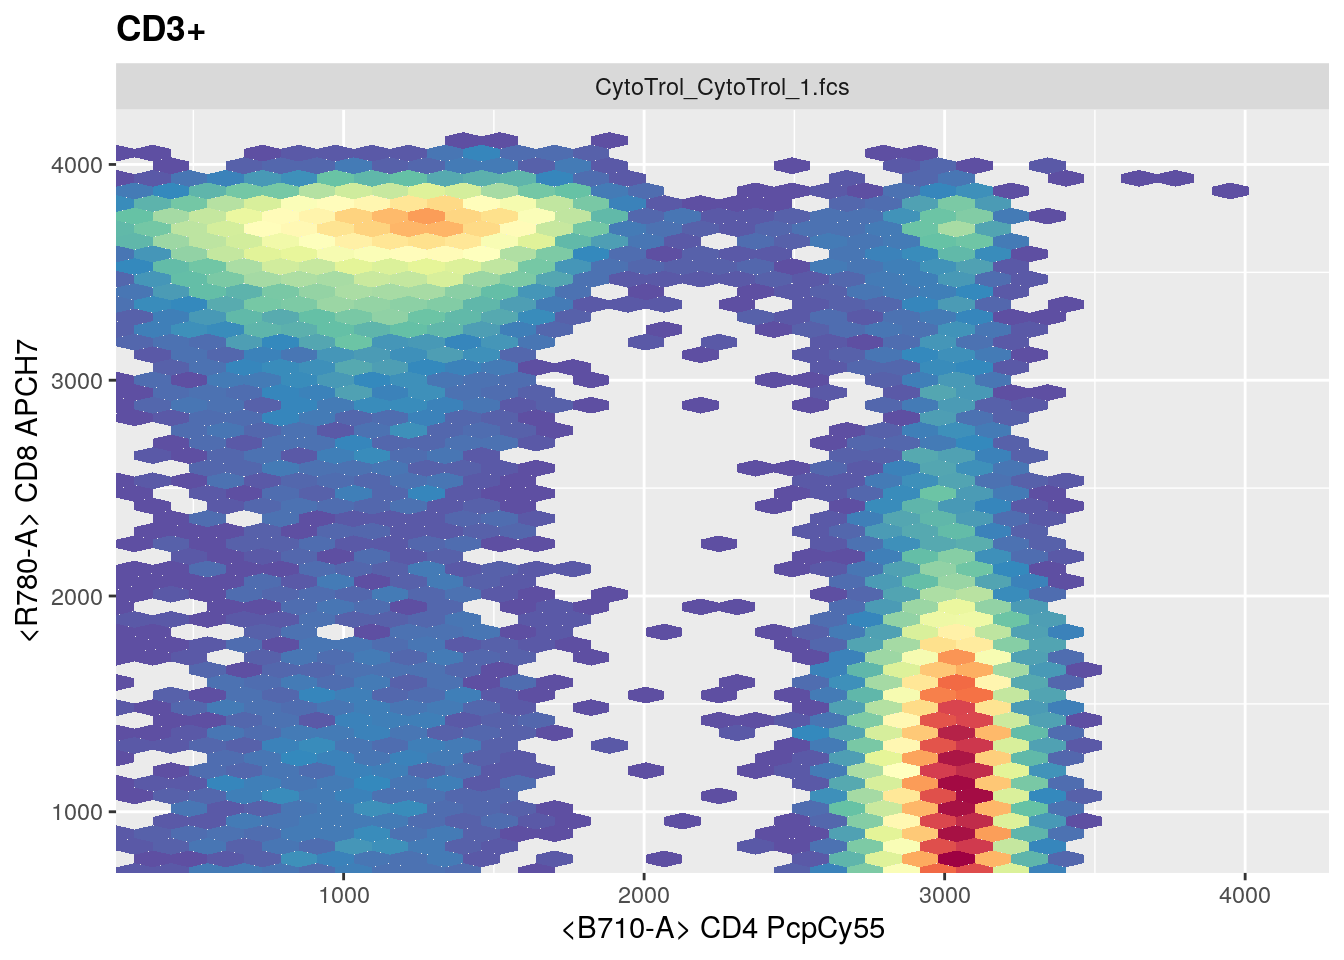 CD3+
CytoTrol_CytoTrol_1.fcs
4000
3000
2000
1000
<R780-A> CD8 APCH7
1000 2000 3000 4000
<B710-A> CD4 PcpCy55